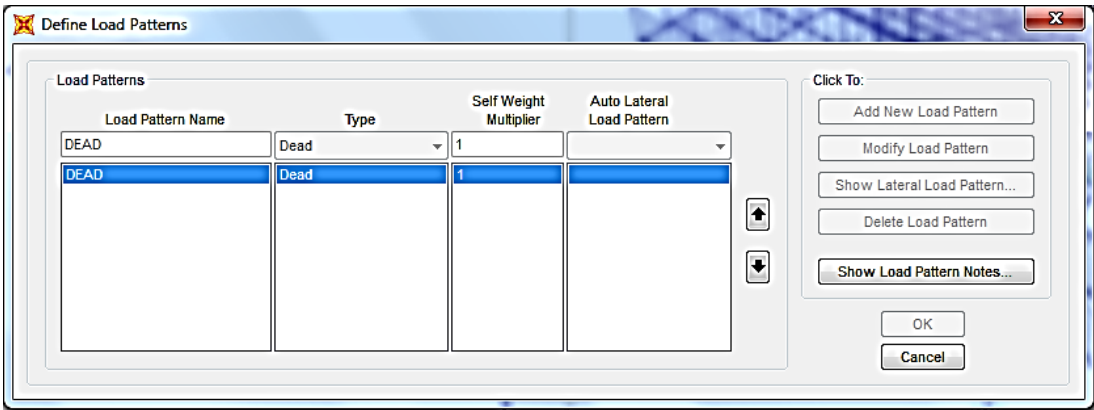 Define Load Patterns
Load Patterns
Load Pattern Name
Type
Self Weight
Multiplier
Auto Lateral
Load Pattern
DEAD
Dead
1
DEAD
Dead
1
Click To:
Add New Load Pattern
Modify Load Pattern
Show Lateral Load Pattern...
Delete Load Pattern
Show Load Pattern Notes...
OK
Cancel